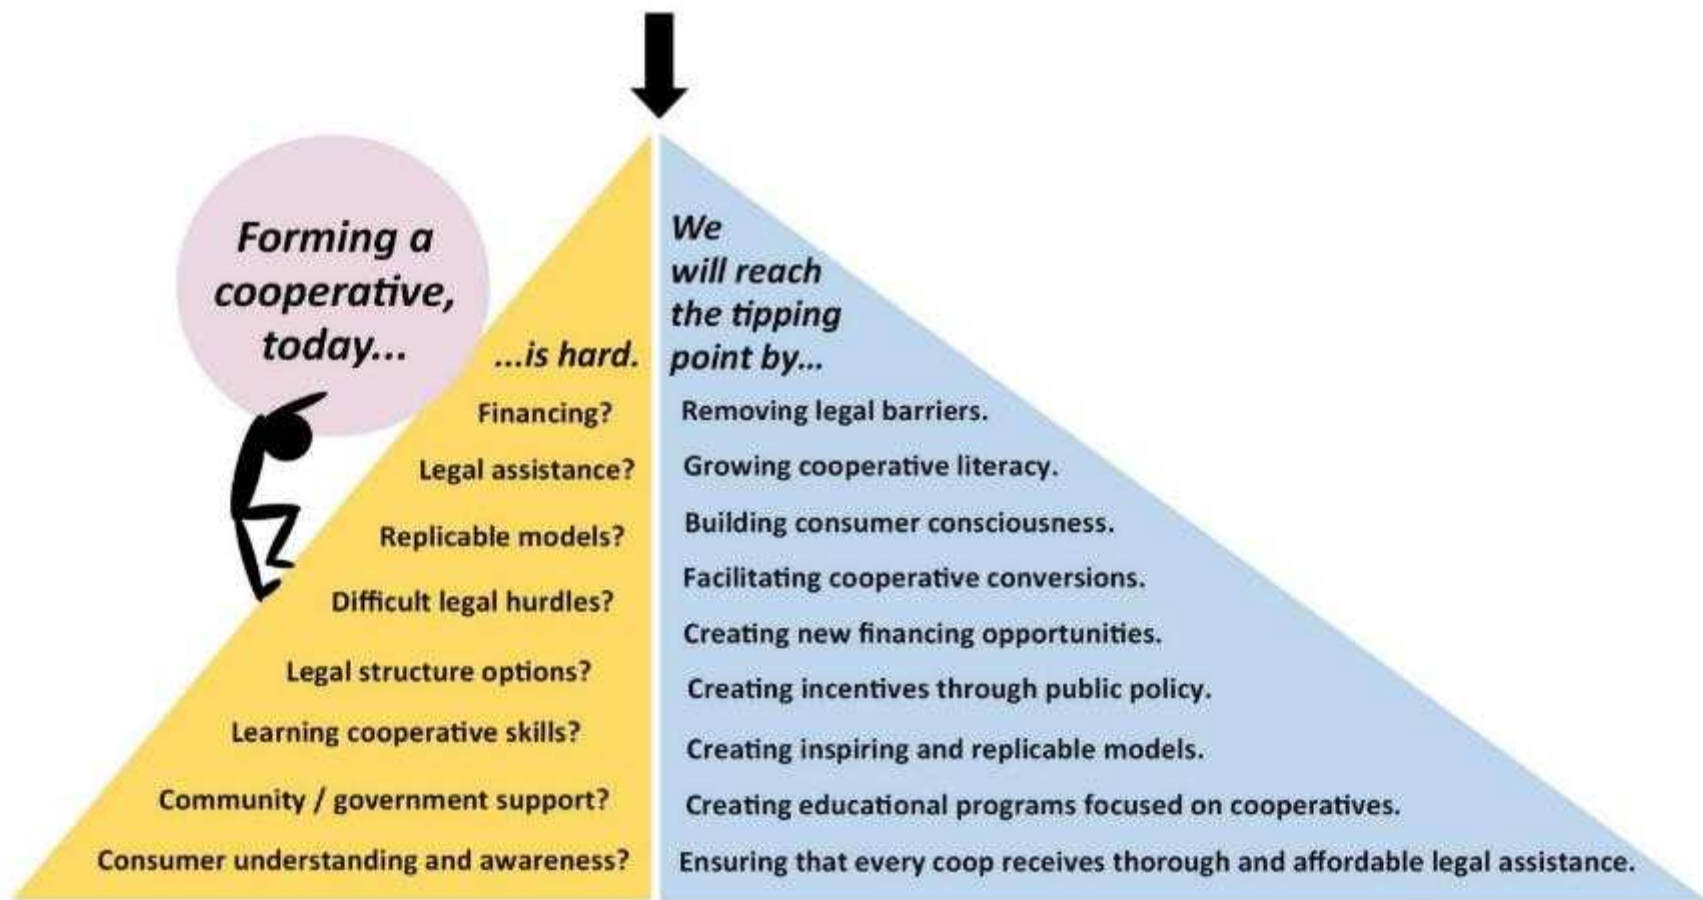 Forming a
cooperative,
today...
...is hard.
Financing?
Legal assistance?
Replicable models?
Difficult legal hurdles?
Legal structure options?
Learning cooperative skills?
Community / government support?
Consumer understanding and awareness?
We
will reach
the tipping
point by...
Removing legal barriers.
Growing cooperative literacy.
Building consumer consciousness.
Facilitating cooperative conversions.
Creating new financing opportunities.
Creating incentives through public policy.
Creating inspiring and replicable models.
Creating educational programs focused on cooperatives.
Ensuring that every coop receives thorough and affordable legal assistance.